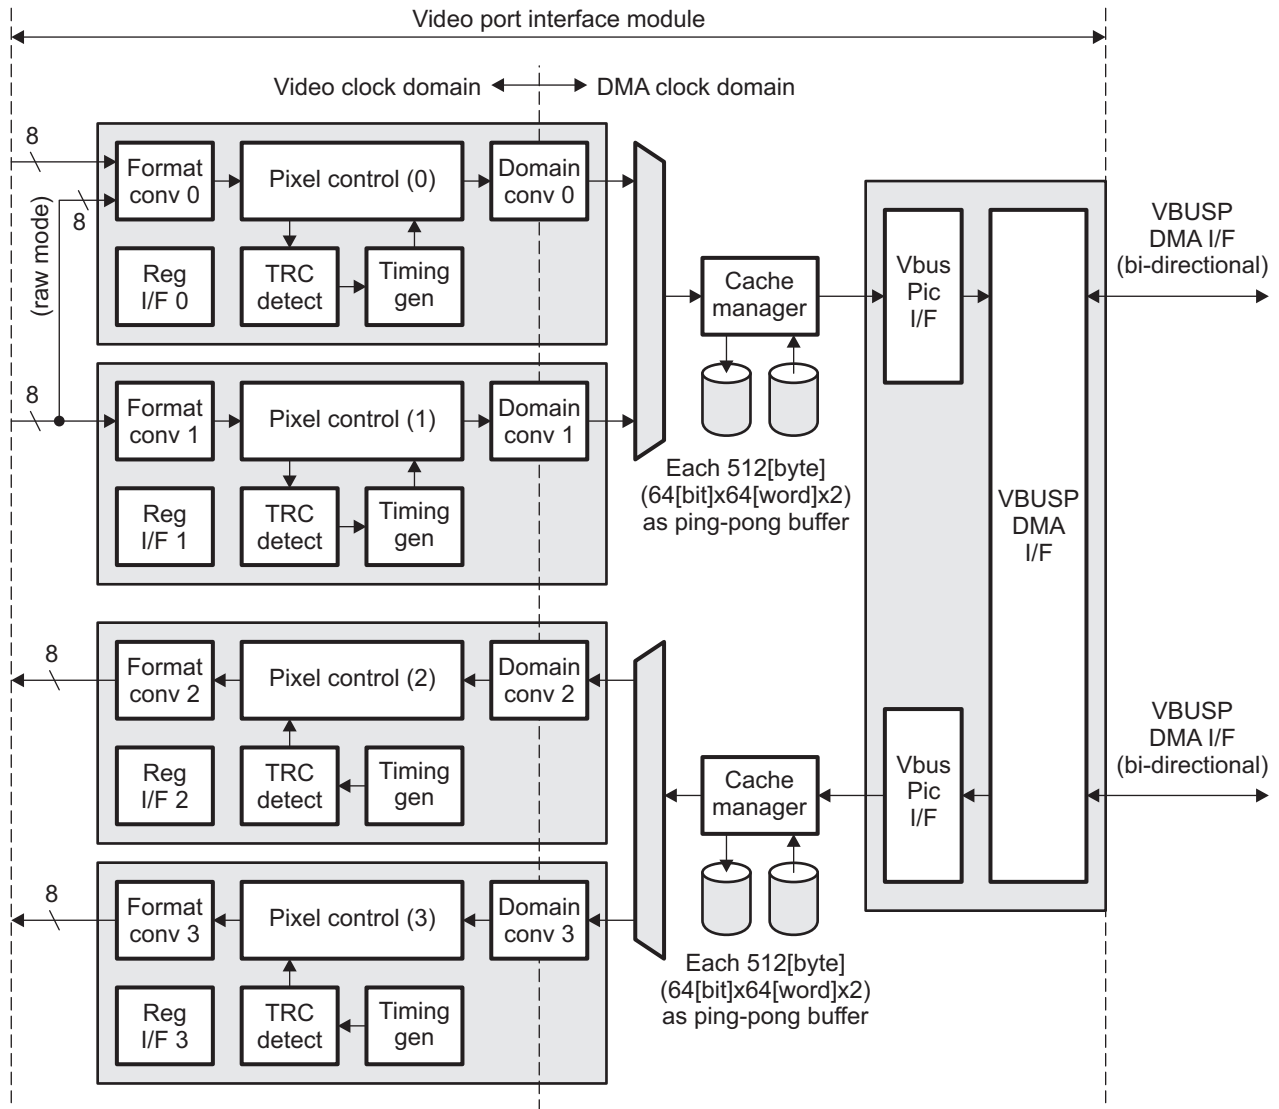 Video port interface module
Video clock domain
DMA clock domain
8
8
(raw mode)
Format
conv 0
Pixel control (0)
Domain
conv 0
Reg
I/F 0
TRC
detect
Timing
gen
8
Format
conv 1
Pixel control (1)
Domain
conv 1
Reg
I/F 1
TRC
detect
Timing
gen
Cache
manager
Each 512[byte]
(64[bit]x64[word]x2)
as ping-pong buffer
Vbus
Pic
I/F
VBUSP
DMA
I/F
VBUSP
DMA I/F
(bi-directional)
8
Format
conv 2
Pixel control (2)
Domain
conv 2
Reg
I/F 2
TRC
detect
Timing
gen
8
Format
conv 3
Pixel control (3)
Domain
conv 3
Reg
I/F 3
TRC
detect
Timing
gen
Cache
manager
Each 512[byte]
(64[bit]x64[word]x2)
as ping-pong buffer
Vbus
Pic
I/F
VBUSP
DMA I/F
(bi-directional)